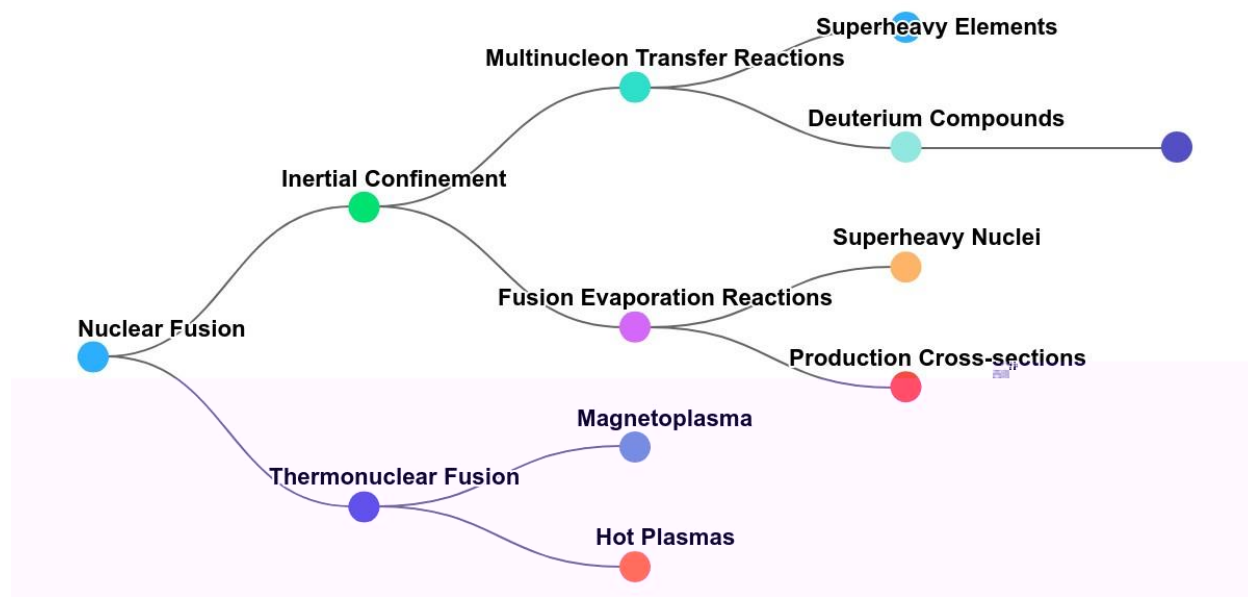 Superheavy Elements
Multinucleon Transfer Reactions
Deuterium Compounds
Inertial Confinement
Superheavy Nuclei
Fusion Evaporation Reactions
Nuclear Fusion
Production Cross-sections
Magnetoplasma
Thermonuclear Fusion
Hot Plasmas